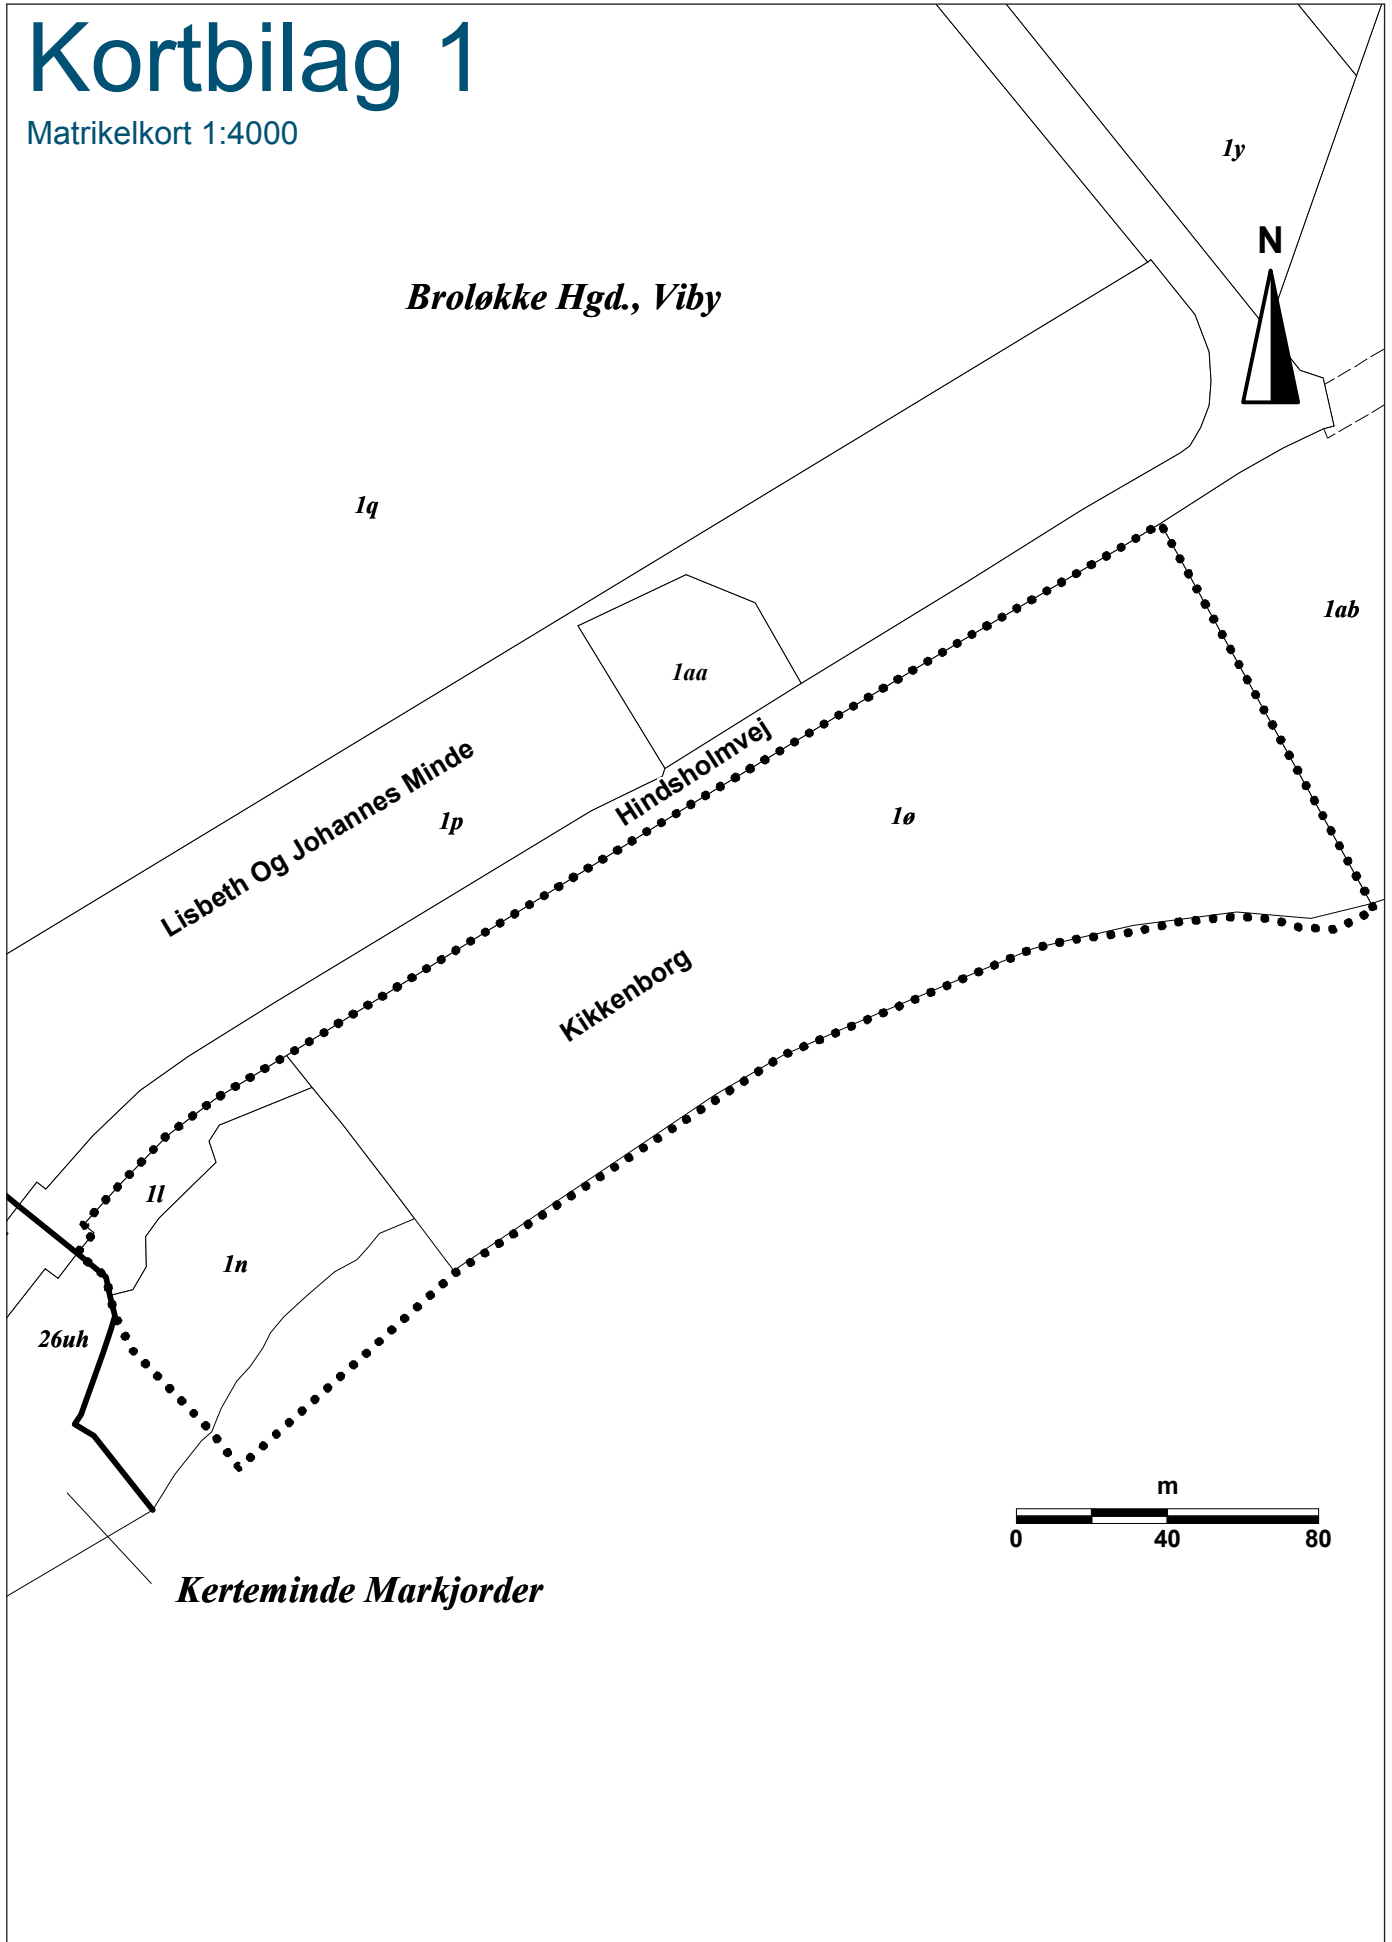 Kortbilag 1
Matrikelkort 1:4000
1y
N
Broløkke Hgd., Viby
1q
1ab
1aa
Hindsholmvej
Lisbeth Og Johannes Minde
1p
1ø
Kikkenborg
1l
1n
26uh
m
0 40 80
Kerteminde Markjorder